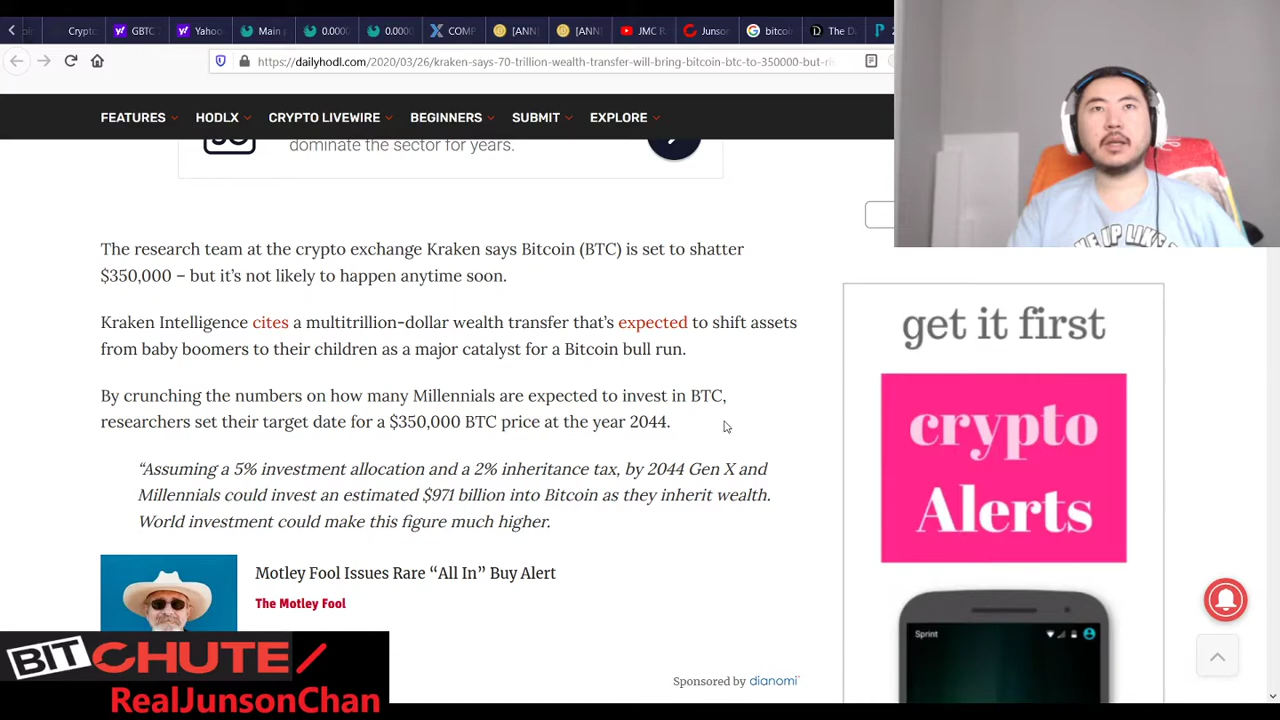 Crypto
GBTC
Yahoo
Main
0.0000
0.0000
COMP
[ANN
[ANN
JMC R
Junson
bitcoi
The D
https://dailyhodl.com/2020/03/26/kraken-says-70-trillion-wealth-transfer-will-bring-bitcoin-btc-to-350000-but-ri
FEATURES HODLX CRYPTO LIVEWIRE BEGINNERS SUBMIT EXPLORE
dominate the sector for years.
The research team at the crypto exchange Kraken says Bitcoin (BTC) is set to shatter
$350,000 – but it's not likely to happen anytime soon.
Kraken Intelligence cites a multitrillion-dollar wealth transfer that's expected to shift assets
from baby boomers to their children as a major catalyst for a Bitcoin bull run.
By crunching the numbers on how many Millennials are expected to invest in BTC,
researchers set their target date for a $350,000 BTC price at the year 2044.
“Assuming a 5% investment allocation and a 2% inheritance tax, by 2044 Gen X and
Millennials could invest an estimated $971 billion into Bitcoin as they inherit wealth.
World investment could make this figure much higher.
Motley Fool Issues Rare “All In” Buy Alert
The Motley Fool
Sponsored by dianomi
get it first
crypto
Alerts
Sprint
BITCHUTE
RealJunsonChan